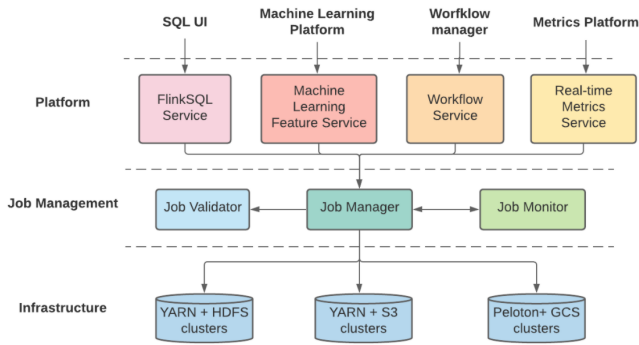 SQL UI
Machine Learning
Platform
Worfklow
manager
Metrics Platform
Platform
FlinkSQL
Service
Machine
Learning
Feature Service
Workflow
Service
Real-time
Metrics
Service
Job Management
Job Validator
Job Manager
Job Monitor
Infrastructure
YARN + HDFS
clusters
YARN + S3
clusters
Peloton+ GCS
clusters